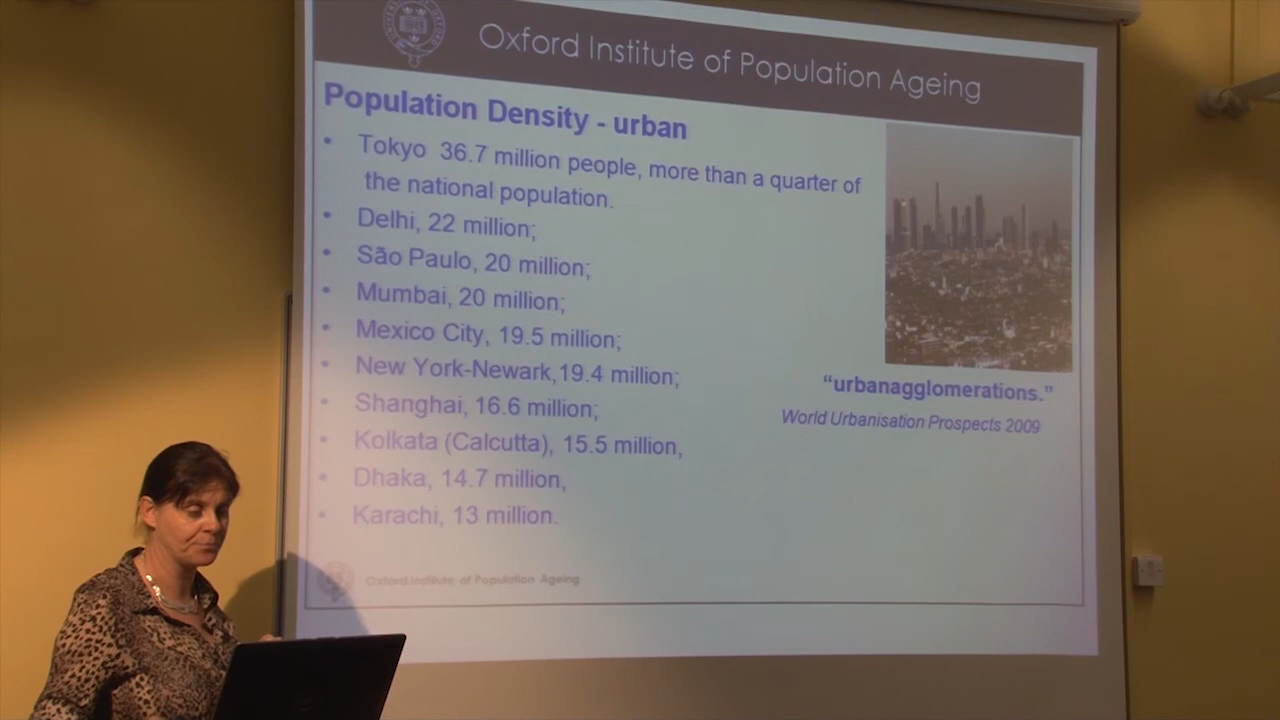 Oxford Institute of Population Ageing
Population Density - urban
• Tokyo 36.7 million people, more than a quarter of
the national population.
• Delhi, 22 million;
• São Paulo, 20 million;
• Mumbai, 20 million;
• Mexico City, 19.5 million;
• New York-Newark,19.4 million;
• Shanghai, 16.6 million;
• Kolkata (Calcutta), 15.5 million,
• Dhaka, 14.7 million,
• Karachi, 13 million.
“urbanagglomerations.”
World Urbanisation Prospects 2009
Oxford Institute of Population Ageing